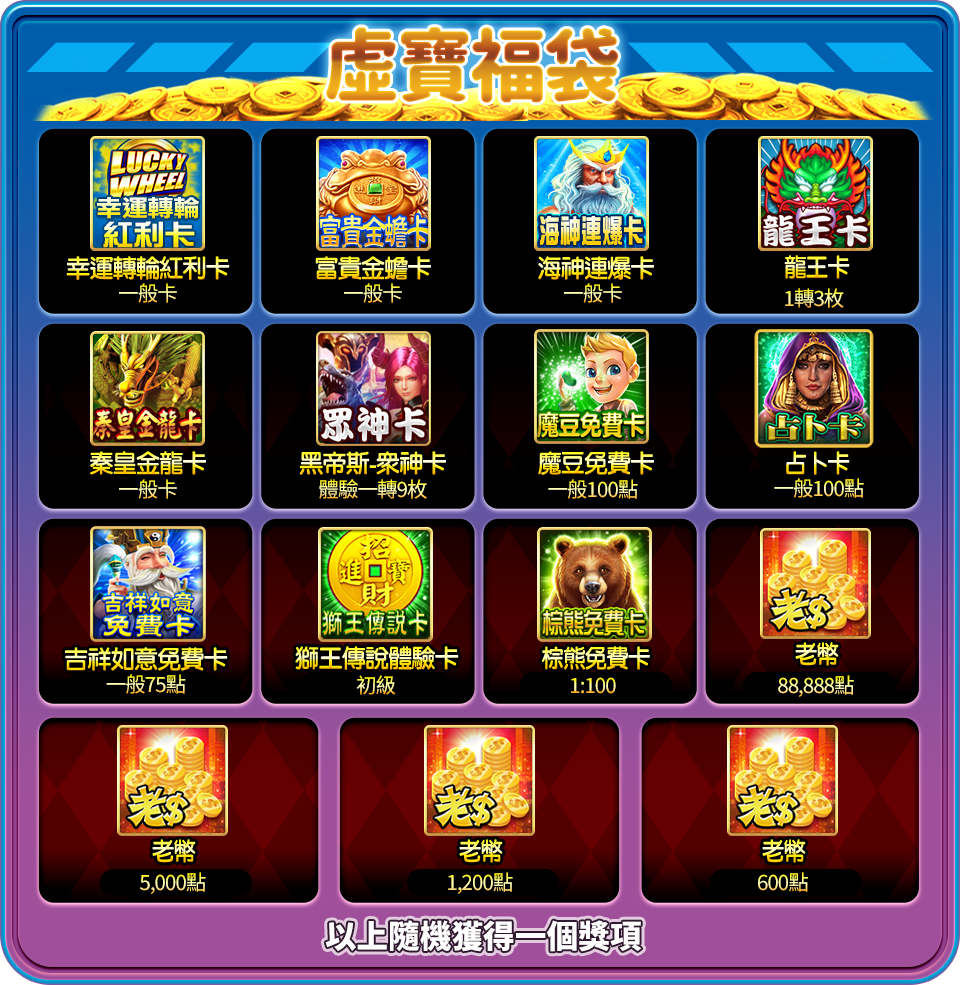 虛寶福袋
LUCKY
WHEEL
幸運轉輪
紅利卡
幸運轉輪紅利卡
一般卡
富貴金蟾卡
富貴金蟾卡
一般卡
海神連爆卡
海神連爆卡
一般卡
龍王卡
龍王卡
1轉3枚
秦皇金龍卡
秦皇金龍卡
一般卡
眾神卡
黑帝斯-眾神卡
體驗一轉9枚
魔豆免費卡
魔豆免費卡
一般100點
占卜卡
占卜卡
一般100點
吉祥如意
免費卡
吉祥如意免費卡
一般75點
招
進寶
財
獅王傳說卡
獅王傳說體驗卡
初級
棕熊免費卡
棕熊免費卡
1:100
老$
老幣
88,888點
老$
老幣
5,000點
老$
老幣
1,200點
老$
老幣
600點
以上隨機獲得一個獎項